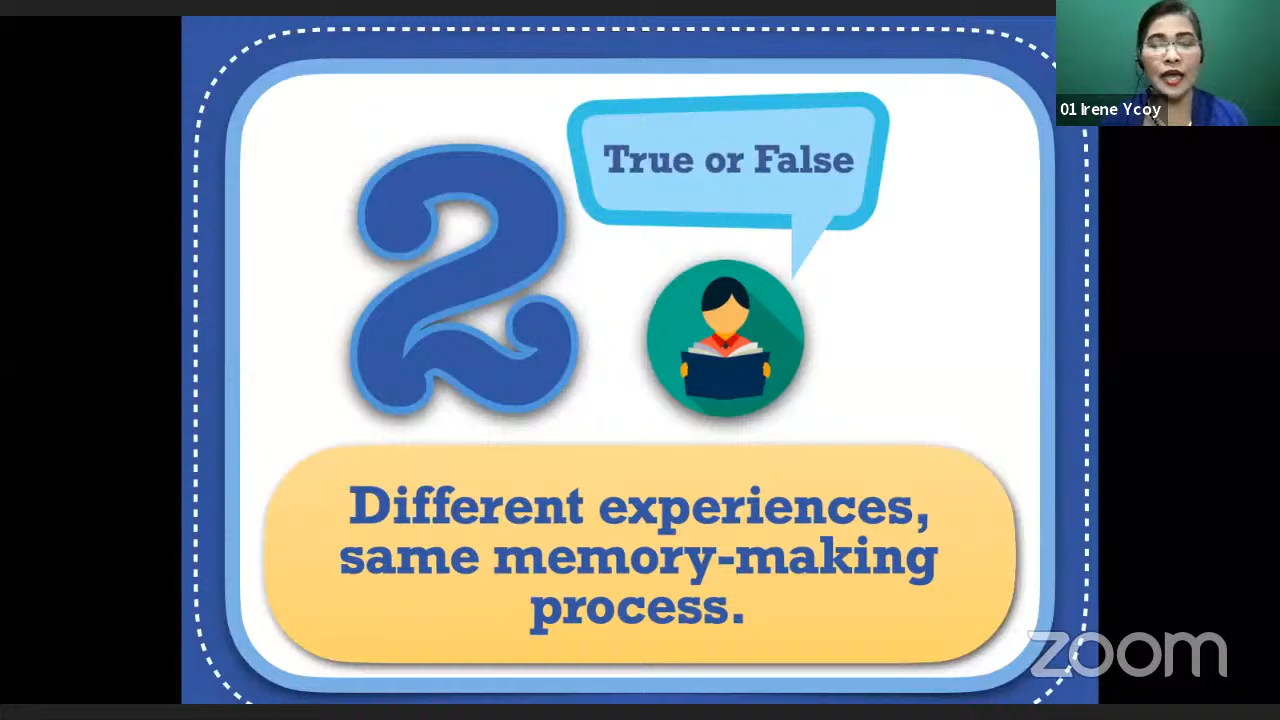 01 Irene Ycoy
True or False
2
Different experiences,
same memory-making
process.
zoom